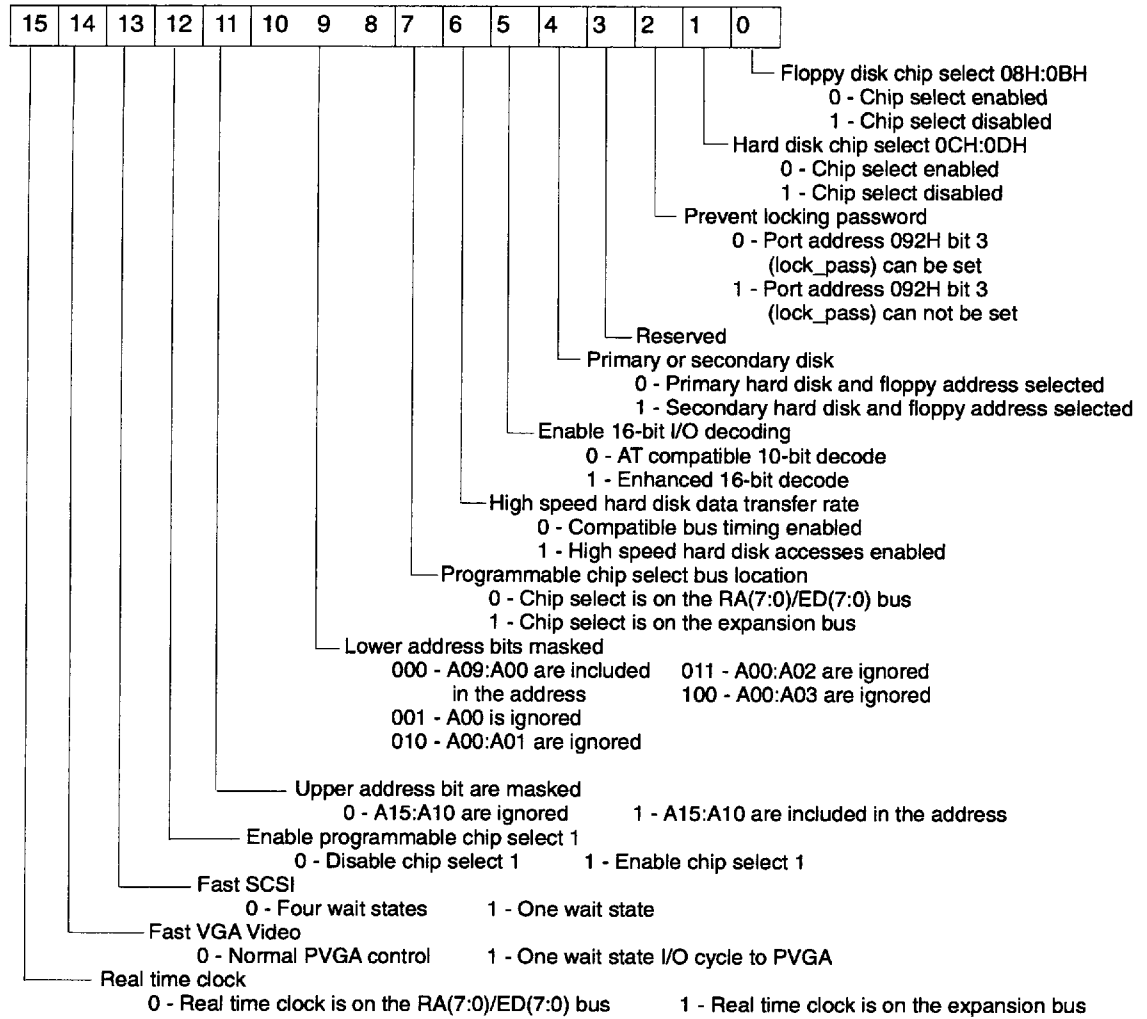 15 14 13 12 11 10 9 8 7 6 5 4 3 2 1 0
Floppy disk chip select 08H:0BH
0 - Chip select enabled
1 - Chip select disabled
Hard disk chip select 0CH:0DH
0 - Chip select enabled
1 - Chip select disabled
Prevent locking password
0 - Port address 092H bit 3
(lock_pass) can be set
1 - Port address 092H bit 3
(lock_pass) can not be set
Reserved
Primary or secondary disk
0 - Primary hard disk and floppy address selected
1 - Secondary hard disk and floppy address selected
Enable 16-bit I/O decoding
0 - AT compatible 10-bit decode
1 - Enhanced 16-bit decode
High speed hard disk data transfer rate
0 - Compatible bus timing enabled
1 - High speed hard disk accesses enabled
Programmable chip select bus location
0 - Chip select is on the RA(7:0)/ED(7:0) bus
1 - Chip select is on the expansion bus
Lower address bits masked
000 - A09:A00 are included 011 - A00:A02 are ignored
in the address 100 - A00:A03 are ignored
001 - A00 is ignored
010 - A00:A01 are ignored
Upper address bit are masked
0 - A15:A10 are ignored 1 - A15:A10 are included in the address
Enable programmable chip select 1
0 - Disable chip select 1 1 - Enable chip select 1
Fast SCSI
0 - Four wait states 1 - One wait state
Fast VGA Video
0 - Normal PVGA control 1 - One wait state I/O cycle to PVGA
Real time clock
0 - Real time clock is on the RA(7:0)/ED(7:0) bus 1 - Real time clock is on the expansion bus